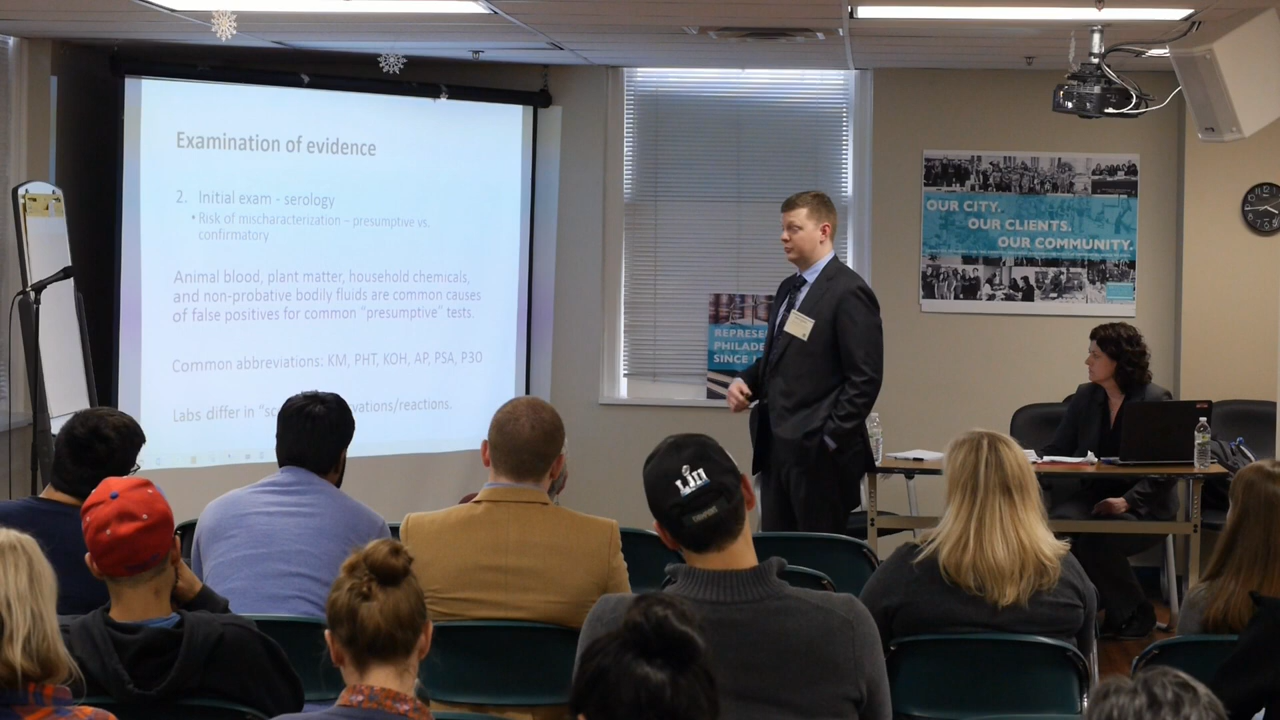 Examination of evidence
2. Initial exam - serology
• Risk of mischaracterization – presumptive vs.
confirmatory
Animal blood, plant matter, household chemicals,
and non-probative bodily fluids are common causes
of false positives for common "presumptive" tests.
Common abbreviations: KM, PHT, KOH, AP, PSA, P30
Labs differ in
REPRESE
PHILADE
SINCE
OUR CITY.
OUR CLIENTS.
OUR COMMUNITY.
LII